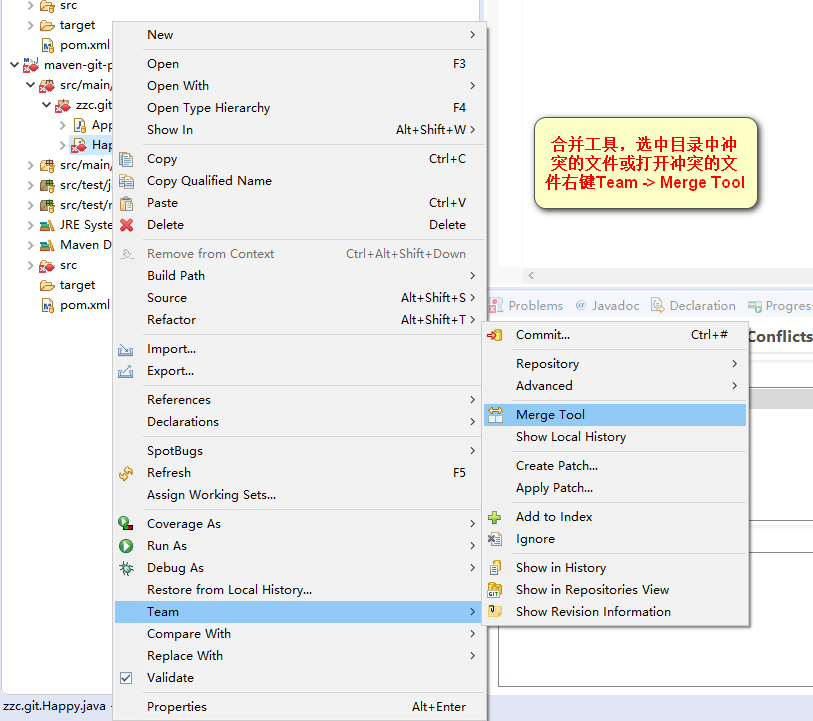 src
target
pom.xml
maven-git-p
src/main/
zzc.git
App
Hap
src/main/
src/test/j
src/test/r
JRE Syste
Maven D
src
target
pom.xml
New
Open F3
Open With
Open Type Hierarchy F4
Show In Alt+Shift+W
Copy Ctrl+C
Copy Qualified Name
Paste Ctrl+V
Delete Delete
Remove from Context Ctrl+Alt+Shift+Down
Build Path
Source Alt+Shift+S
Refactor Alt+Shift+T
Import...
Export...
References
Declarations
SpotBugs
Refresh F5
Assign Working Sets...
Coverage As
Run As
Debug As
Restore from Local History...
Team
Compare With
Replace With
Validate
Properties Alt+Enter
合并工具，选中目录中冲
突的文件或打开冲突的文
件右键Team -> Merge Tool
Problems @ Javadoc Declaration Progress
Conflicts
Commit... Ctrl+#
Repository
Advanced
Merge Tool
Show Local History
Create Patch...
Apply Patch...
Add to Index
Ignore
Show in History
Show in Repositories View
Show Revision Information
zzc.git.Happy.java -